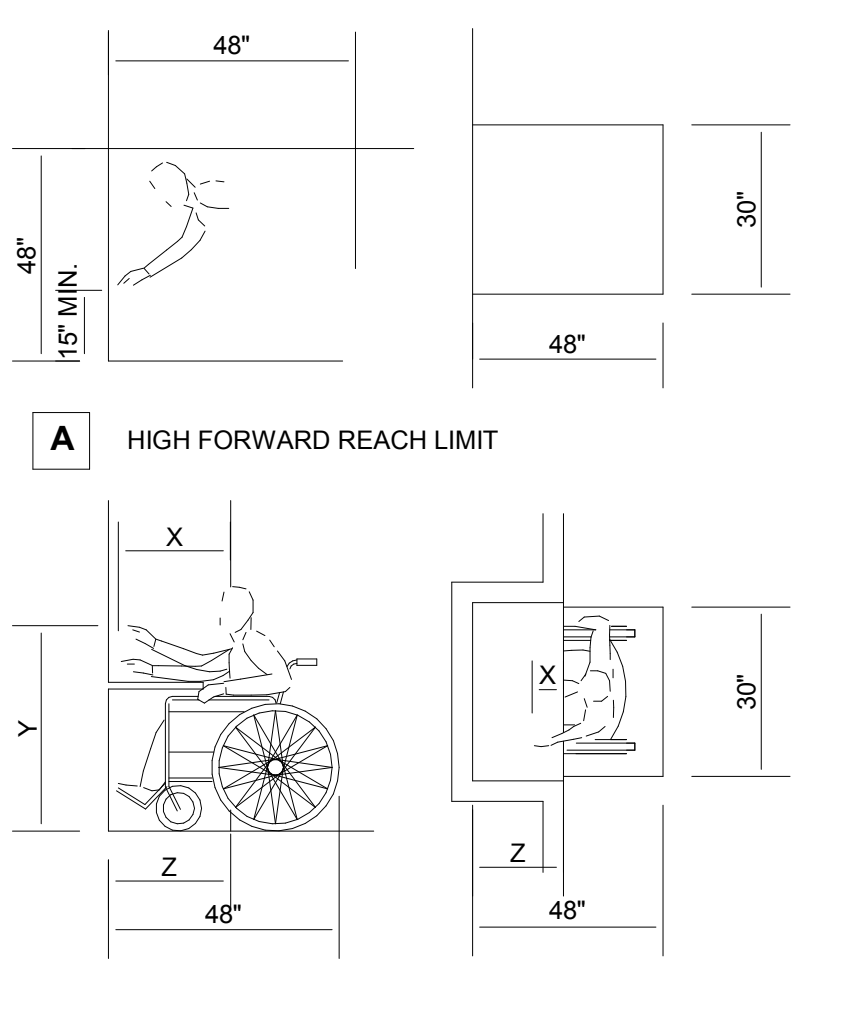 48"
48"
15" MIN.
30"
48"
A HIGH FORWARD REACH LIMIT
X
Y
X
30"
Z
Z
48"
48"